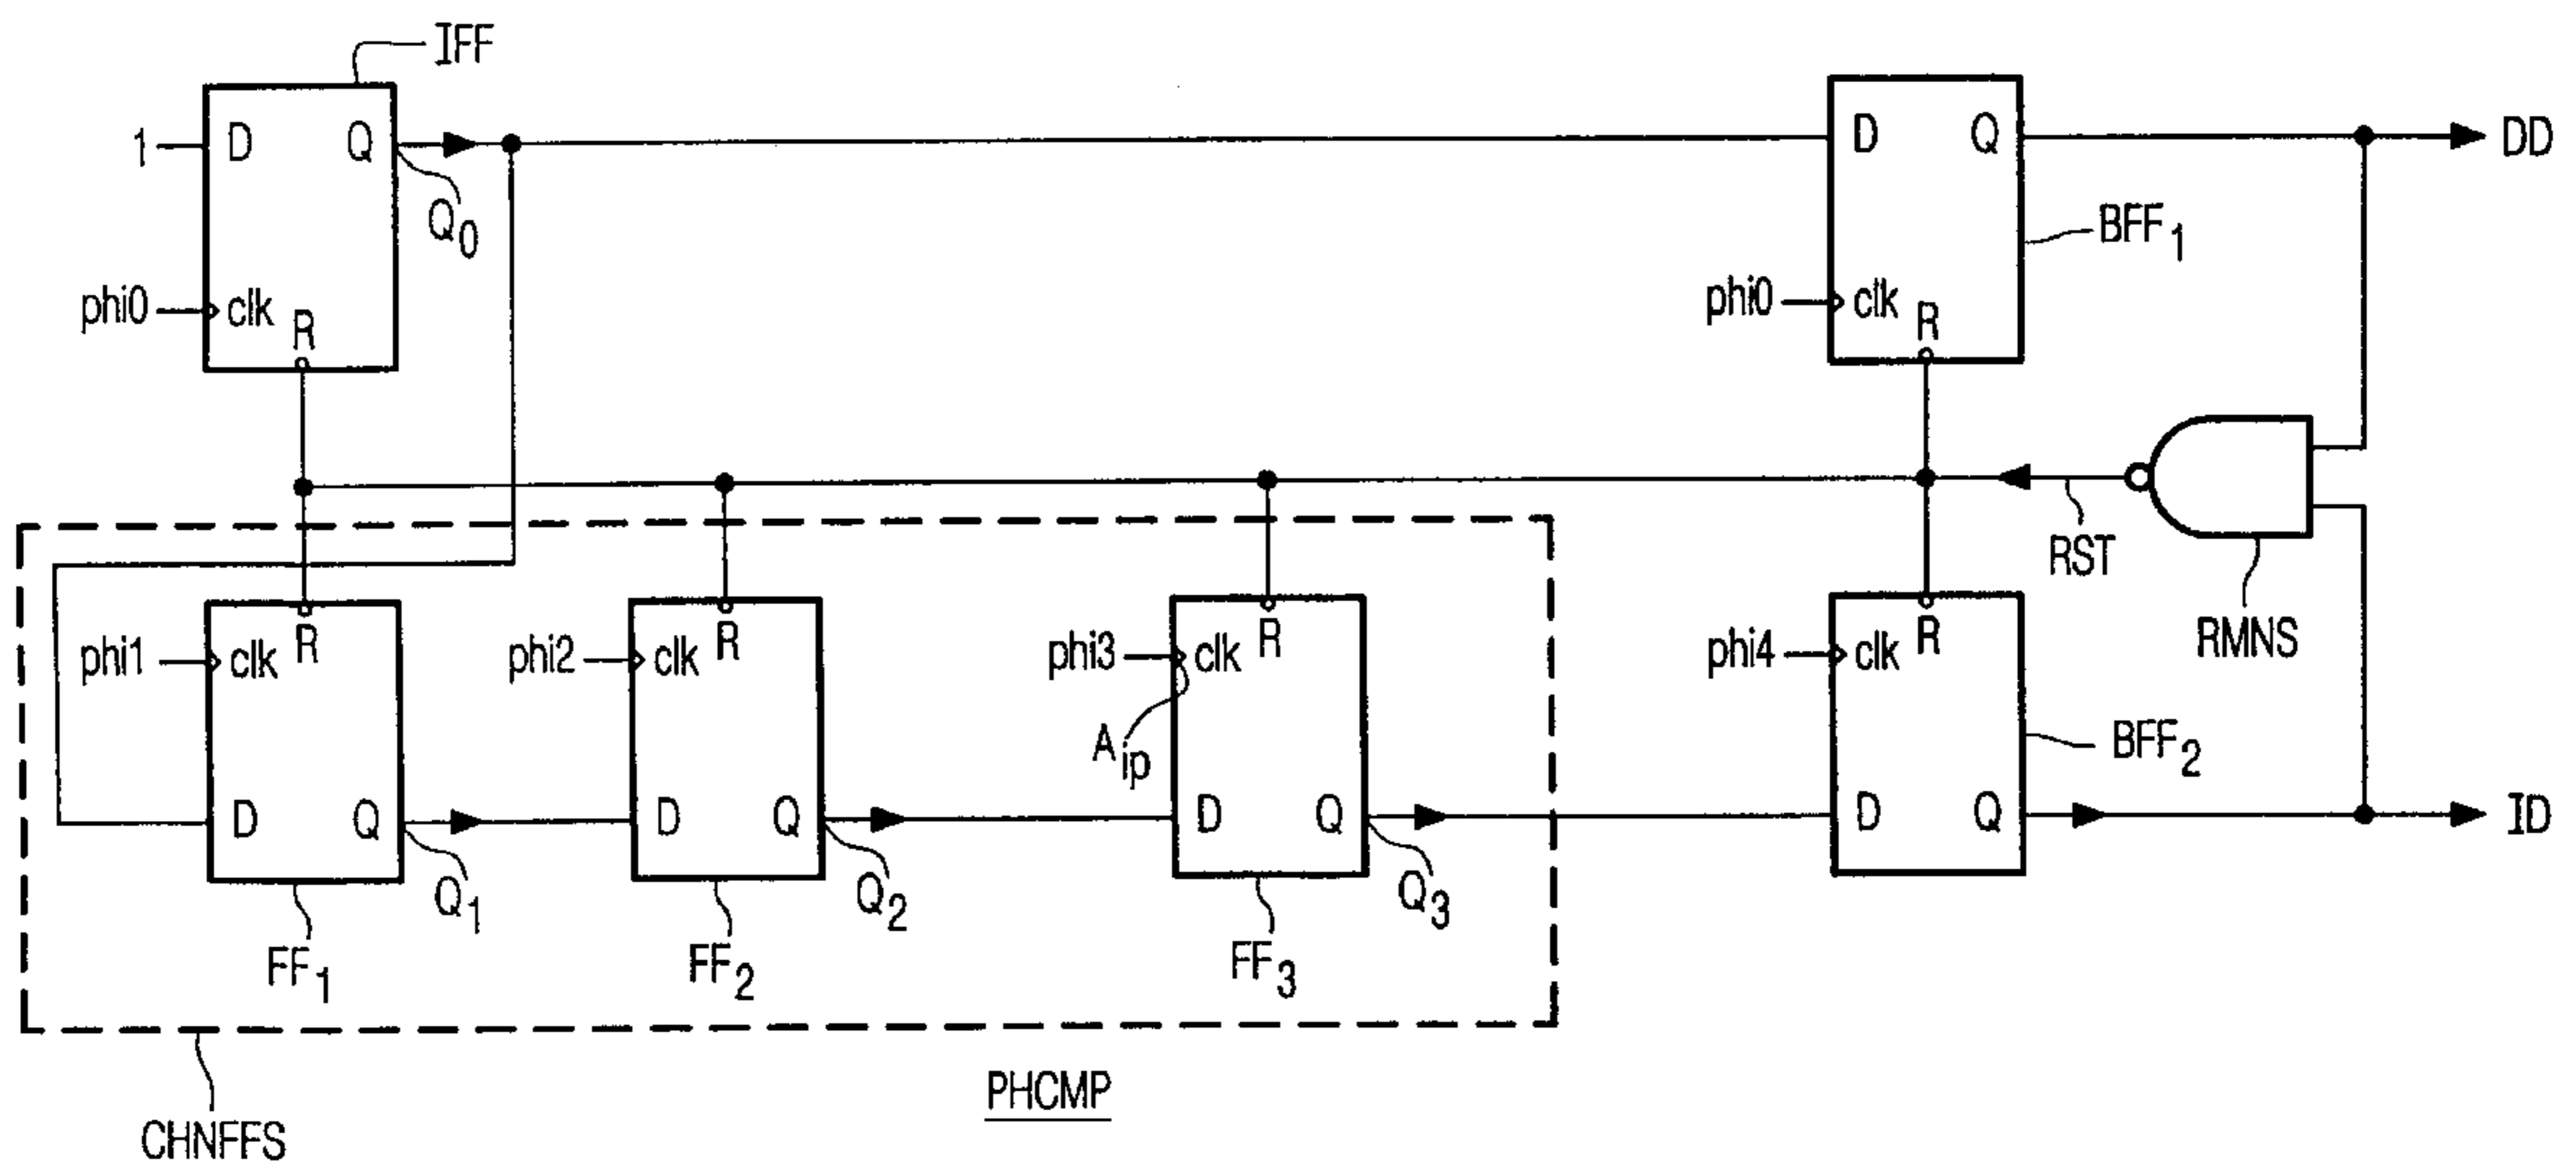 IFF
1
D
Q
D
Q
DD
Q0
BFF1
phi0
clk
R
phi0
clk
R
RST
RMNS
phi1
clk
R
phi2
clk
R
phi3
clk
R
phi4
clk
R
Aip
BFF2
D
Q
D
Q
D
Q
D
Q
ID
Q1
Q2
Q3
FF1
FF2
FF3
PHCMP
CHNFFS